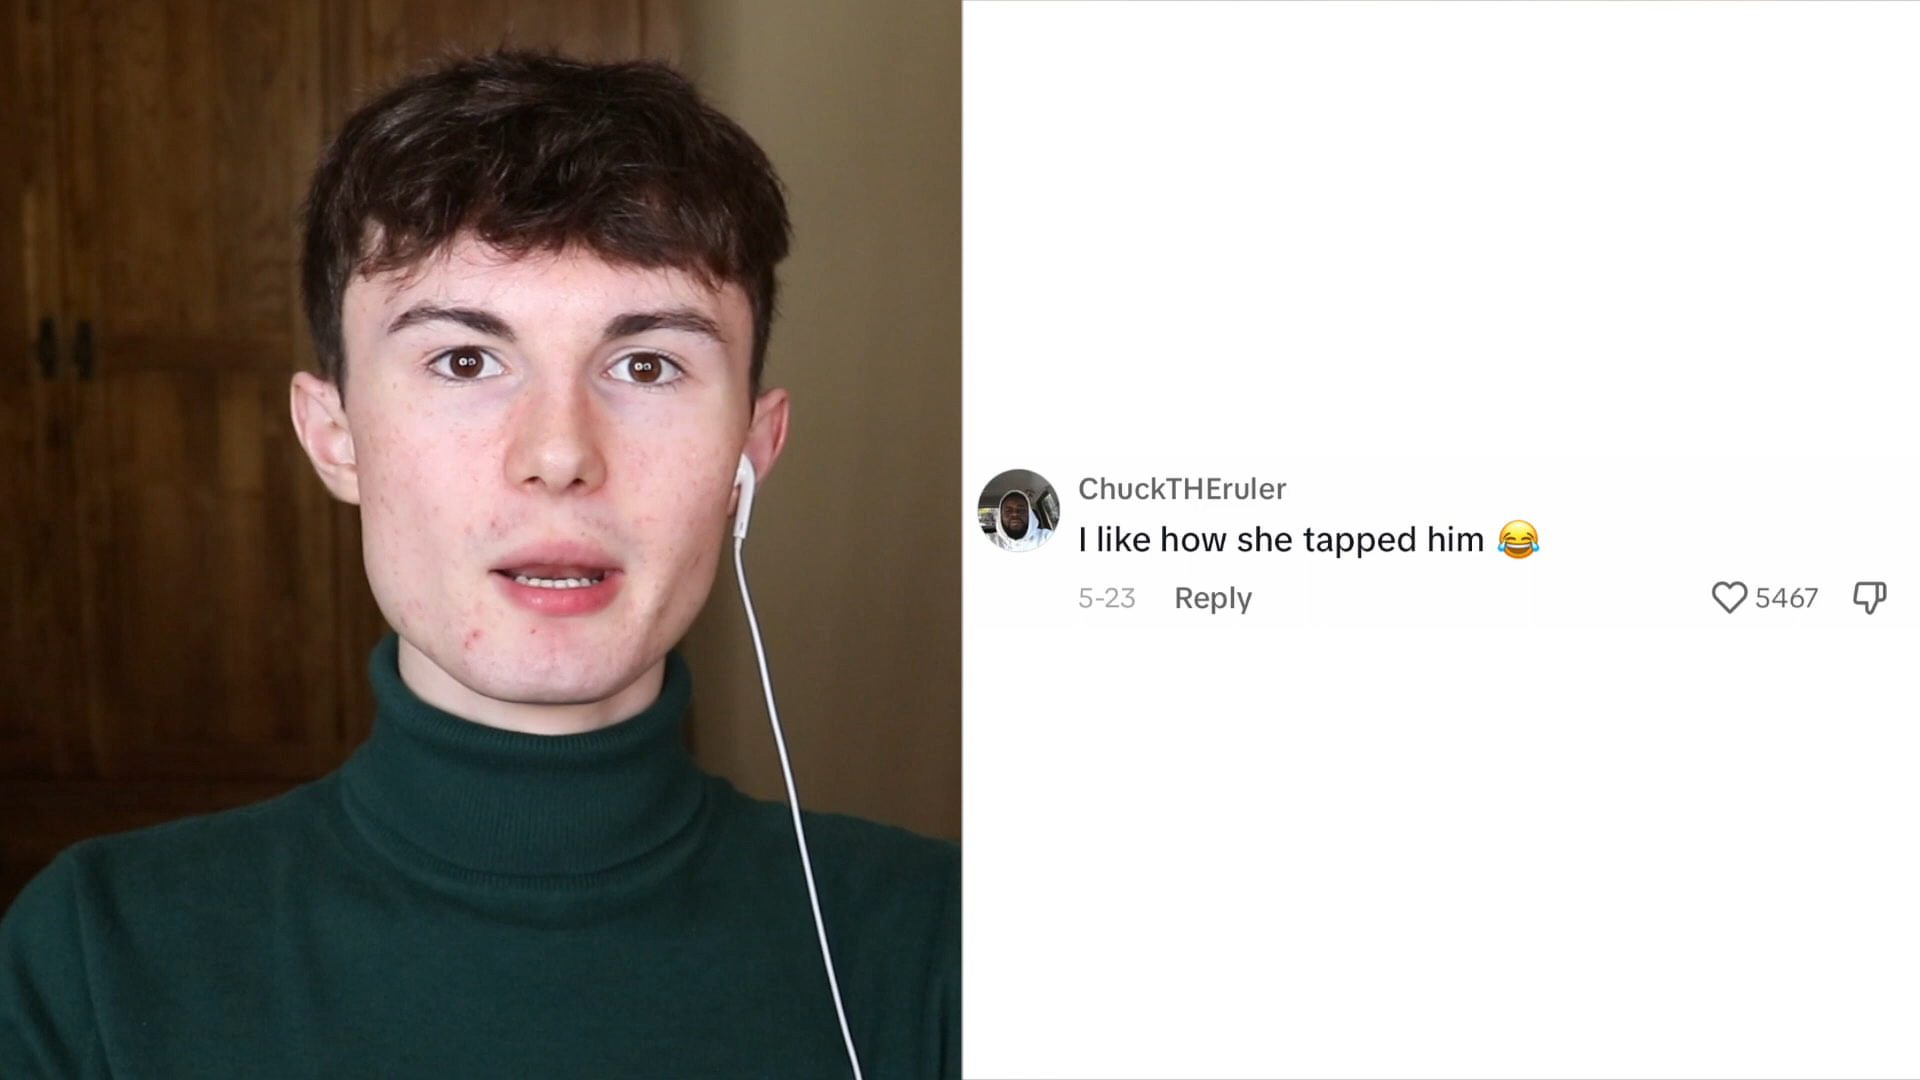 ChuckTHEruler
I like how she tapped him 😂
5-23 Reply 5467